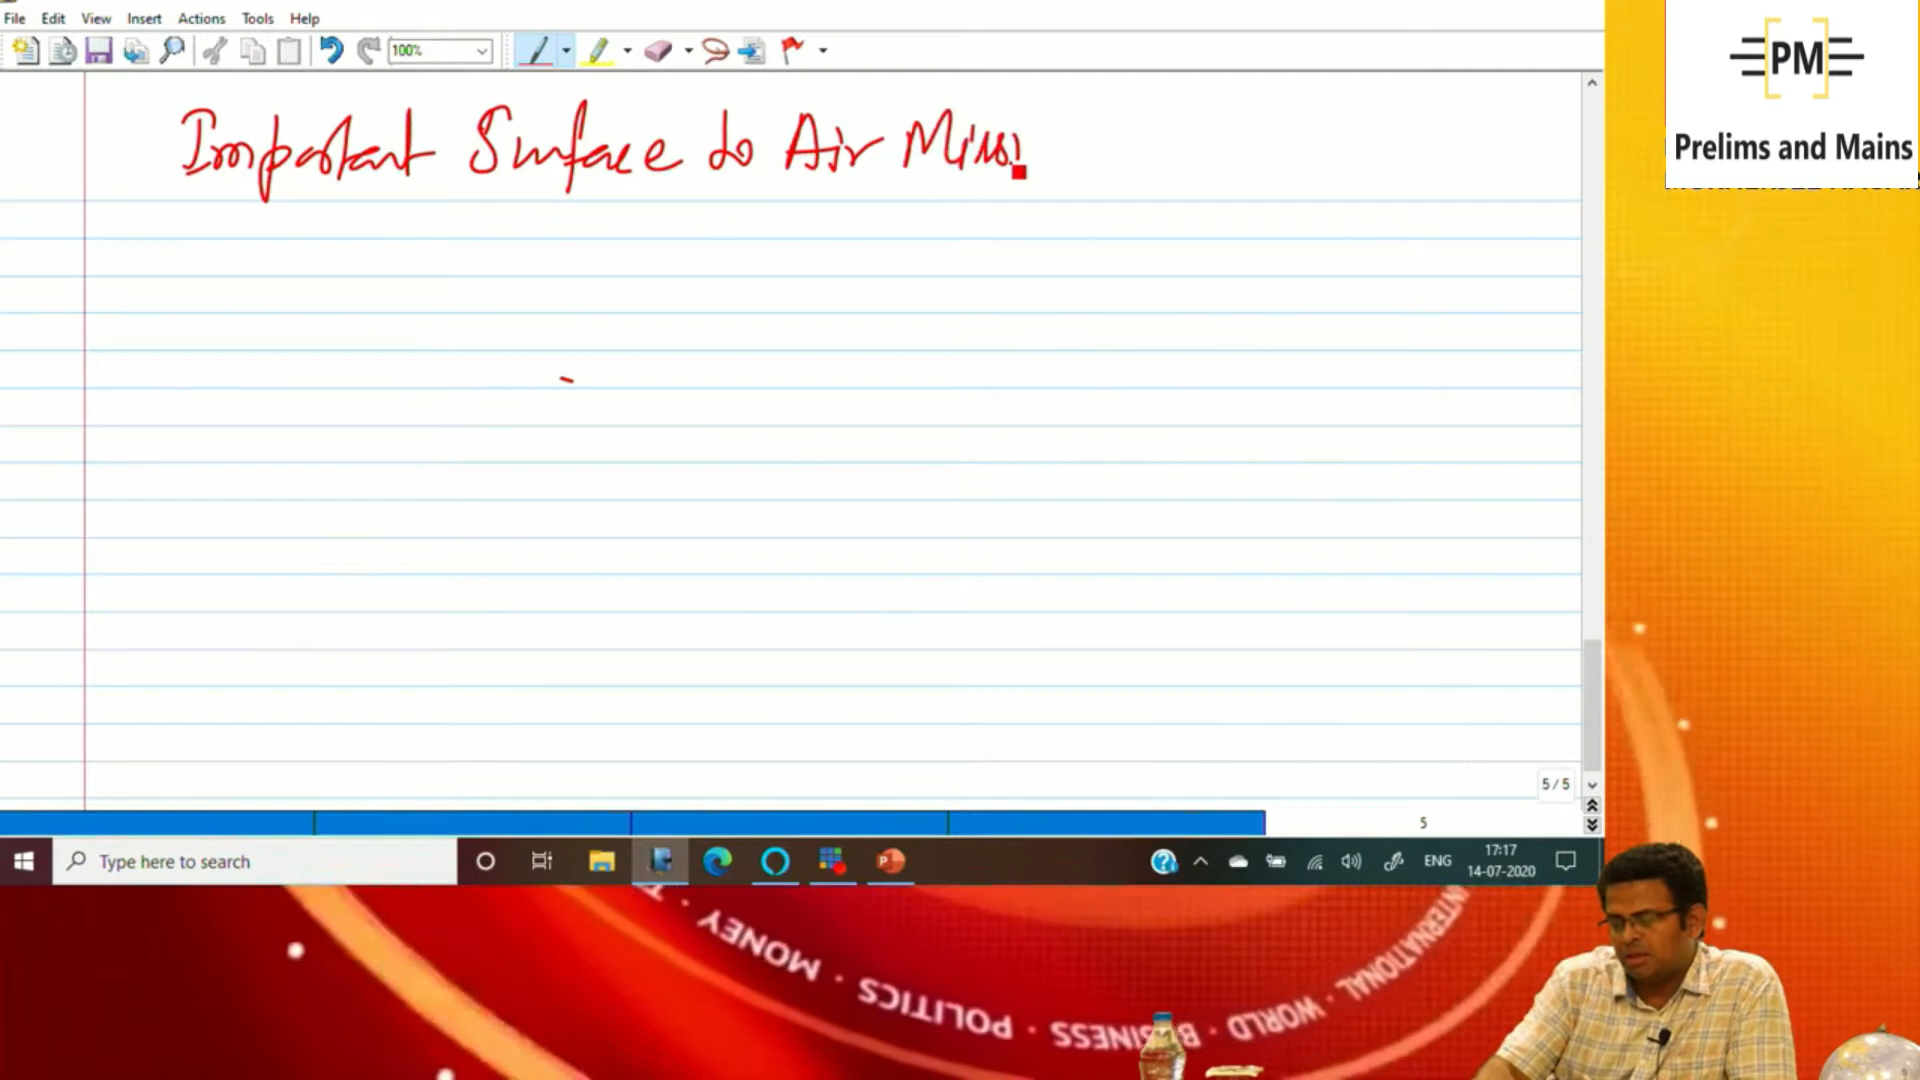 File Edit View Insert Actions Tools Help
100%
PM
Prelims and Mains
Important Surface to Air Missi
5 / 5
5
Type here to search
P
ENG
17:17
14-07-2020
MONEY · POLITICS · BUSINESS · WORLD · INTERNATIONAL